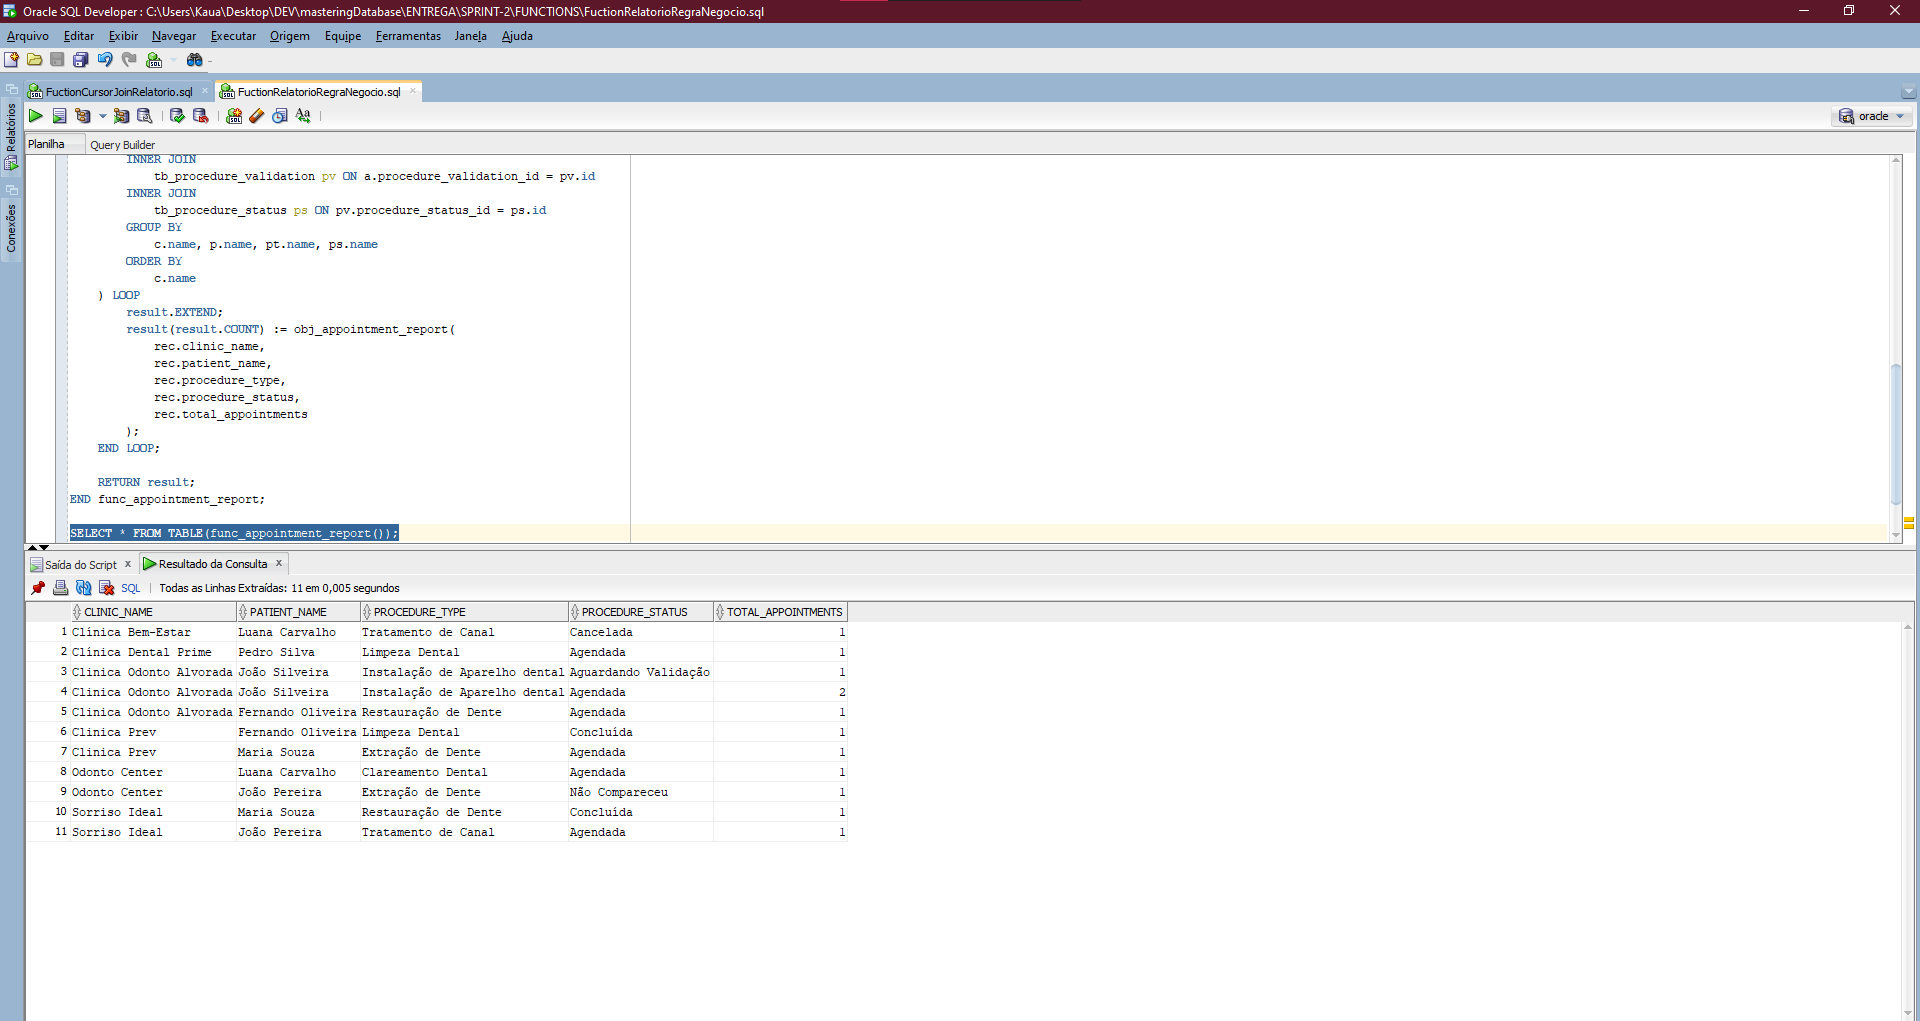 Oracle SQL Developer : C:\Users\Kaua\Desktop\DEV\masteringDatabase\ENTREGA\SPRINT-2\FUNCTIONS\FuctionRelatorioRegraNegocio.sql
Arquivo Editar Exibir Navegar Executar Origem Equipe Ferramentas Janela Ajuda
FuctionCursorJoinRelatorio.sql FuctionRelatorioRegraNegocio.sql
Relatórios
Conexões
oracle
Planilha Query Builder
INNER JOIN
tb_procedure_validation pv ON a.procedure_validation_id = pv.id
INNER JOIN
tb_procedure_status ps ON pv.procedure_status_id = ps.id
GROUP BY
c.name, p.name, pt.name, ps.name
ORDER BY
c.name
) LOOP
result.EXTEND;
result(result.COUNT) := obj_appointment_report(
rec.clinic_name,
rec.patient_name,
rec.procedure_type,
rec.procedure_status,
rec.total_appointments
);
END LOOP;
RETURN result;
END func_appointment_report;
SELECT * FROM TABLE(func_appointment_report());
Saída do Script x Resultado da Consulta x
SQL | Todas as Linhas Extraídas: 11 em 0,005 segundos
CLINIC_NAME PATIENT_NAME PROCEDURE_TYPE PROCEDURE_STATUS TOTAL_APPOINTMENTS
1 Clínica Bem-Estar Luana Carvalho Tratamento de Canal Cancelada 1
2 Clínica Dental Prime Pedro Silva Limpeza Dental Agendada 1
3 Clinica Odonto Alvorada João Silveira Instalação de Aparelho dental Aguardando Validação 1
4 Clinica Odonto Alvorada João Silveira Instalação de Aparelho dental Agendada 2
5 Clinica Odonto Alvorada Fernando Oliveira Restauração de Dente Agendada 1
6 Clinica Prev Fernando Oliveira Limpeza Dental Concluída 1
7 Clinica Prev Maria Souza Extração de Dente Agendada 1
8 Odonto Center Luana Carvalho Clareamento Dental Agendada 1
9 Odonto Center João Pereira Extração de Dente Não Compareceu 1
10 Sorriso Ideal Maria Souza Restauração de Dente Concluída 1
11 Sorriso Ideal João Pereira Tratamento de Canal Agendada 1